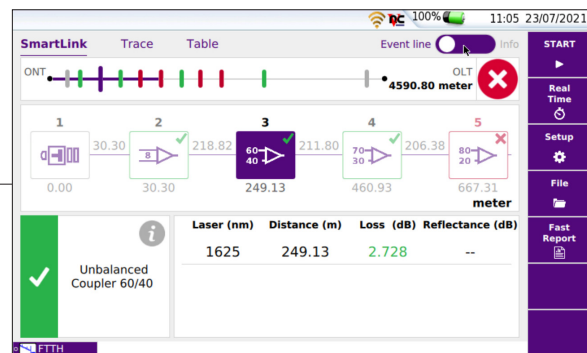 DC 100% 11:05 23/07/2021
SmartLink Trace Table Event line Info
START
ONT OLT
4590.80 meter
Real
Time
1 2 3 4 5
Setup
30.30 218.82 211.80 206.38
8 60 40 70 30 80 20
0.00 30.30 249.13 460.93 667.31
meter
File
Fast
Report
i
Laser (nm) Distance (m) Loss (dB) Reflectance (dB)
1625 249.13 2.728 --
Unbalanced
Coupler 60/40
FTTH